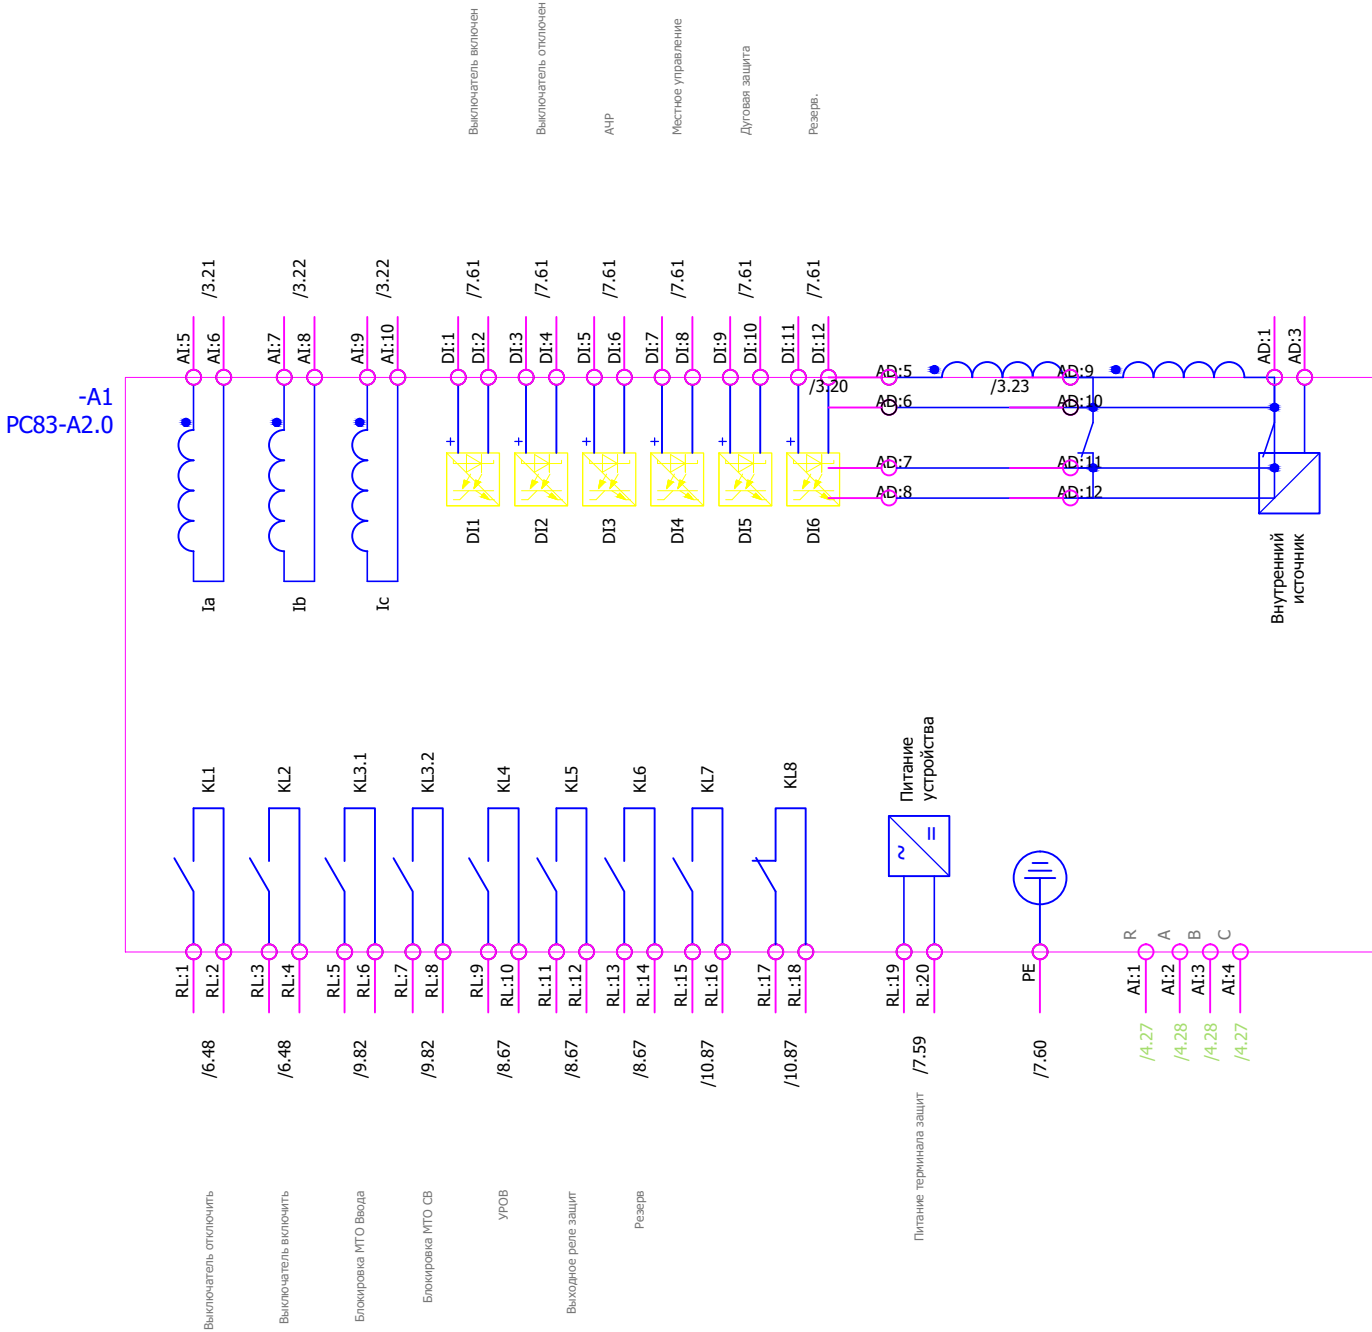 Выключатель включен
Выключатель отключен
АЧР
Местное управление
Дуговая защита
Резерв.
/3.21
/3.22
/3.22
/7.61
/7.61
/7.61
/7.61
/7.61
/7.61
AI:5
AI:6
AI:7
AI:8
AI:9
AI:10
DI:1
DI:2
DI:3
DI:4
DI:5
DI:6
DI:7
DI:8
DI:9
DI:10
DI:11
DI:12
AD:1
AD:3
-A1
PC83-A2.0
/3.20
AD:5
/3.23
AD:9
AD:6
AD:10
AD:7
AD:11
AD:8
AD:12
+
+
+
+
+
+
DI1
DI2
DI3
DI4
DI5
DI6
Ia
Ib
Ic
Внутренний
источник
KL1
KL2
KL3.1
KL3.2
KL4
KL5
KL6
KL7
KL8
Питание
устройства
~
=
R
A
B
C
RL:1
RL:2
RL:3
RL:4
RL:5
RL:6
RL:7
RL:8
RL:9
RL:10
RL:11
RL:12
RL:13
RL:14
RL:15
RL:16
RL:17
RL:18
RL:19
RL:20
PE
AI:1
AI:2
AI:3
AI:4
/6.48
/6.48
/9.82
/9.82
/8.67
/8.67
/8.67
/10.87
/10.87
/7.59
/7.60
/4.27
/4.28
/4.28
/4.27
Выключатель отключить
Выключатель включить
Блокировка МТО Ввода
Блокировка МТО СВ
УРОВ
Выходное реле защит
Резерв
Питание терминала защит